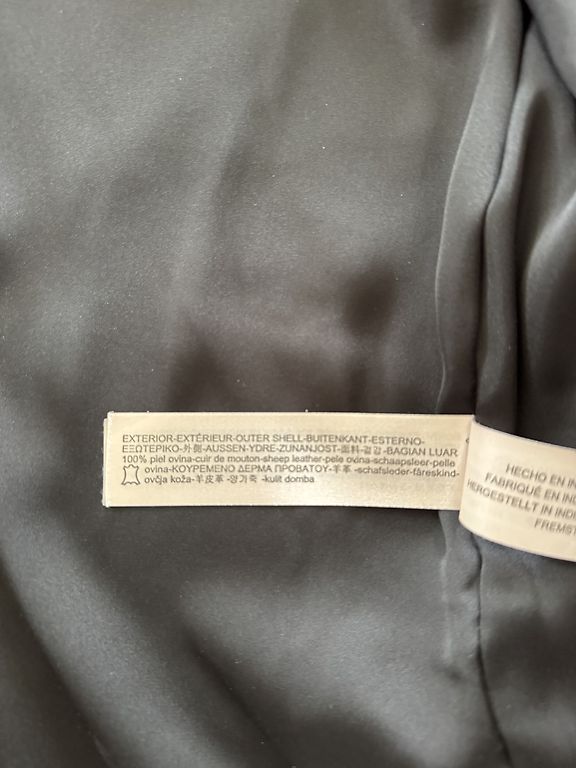 EXTERIOR-EXTÉRIEUR-OUTER SHELL-BUITENKANT-ESTERNO-
ΕΞΩΤΕΡΙΚΟ-外側-AUSSEN-YDRE-ZUNANJOST-面料-겉감-BAGIAN LUAR
100% piel ovina-cuir de mouton-sheep leather-pele ovina-schaapsleer-pelle
ovina-ΚΟΥΡΕΜΕΝΟ ΔΕΡΜΑ ΠΡΟΒΑΤΟΥ-羊革-schafsleder-fåreskind-
ovčja koža-羊皮革-양가죽-kulit domba
HECHO EN IN
FABRIQUÉ EN IND
HERGESTELLT IN INDI
FREMST